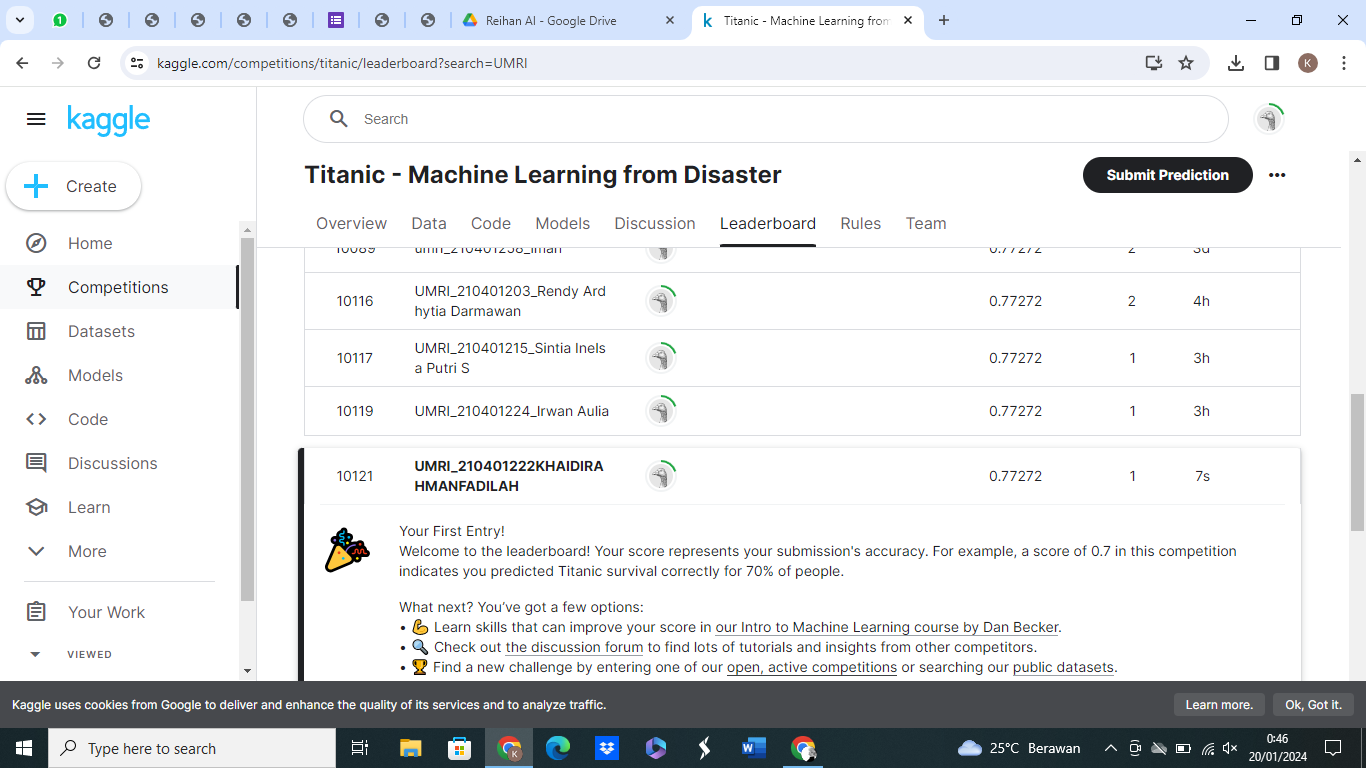 Reihan AI - Google Drive
Titanic - Machine Learning from
kaggle.com/competitions/titanic/leaderboard?search=UMRI
K
kaggle
Search
Create
Home
Competitions
Datasets
Models
Code
Discussions
Learn
More
Your Work
VIEWED
Titanic - Machine Learning from Disaster
Submit Prediction
Overview Data Code Models Discussion Leaderboard Rules Team
10089 umri_210401258_iman 0.77272 2 3d
10116 UMRI_210401203_Rendy Ard
hytia Darmawan 0.77272 2 4h
10117 UMRI_210401215_Sintia Inels
a Putri S 0.77272 1 3h
10119 UMRI_210401224_Irwan Aulia 0.77272 1 3h
10121 UMRI_210401222KHAIDIRA
HMANFADILAH 0.77272 1 7s
Your First Entry!
Welcome to the leaderboard! Your score represents your submission's accuracy. For example, a score of 0.7 in this competition
indicates you predicted Titanic survival correctly for 70% of people.
What next? You've got a few options:
• 💪 Learn skills that can improve your score in our Intro to Machine Learning course by Dan Becker.
• 🔍 Check out the discussion forum to find lots of tutorials and insights from other competitors.
• 🏆 Find a new challenge by entering one of our open, active competitions or searching our public datasets.
Kaggle uses cookies from Google to deliver and enhance the quality of its services and to analyze traffic.
Learn more. Ok, Got it.
Type here to search
25°C Berawan
0:46
20/01/2024